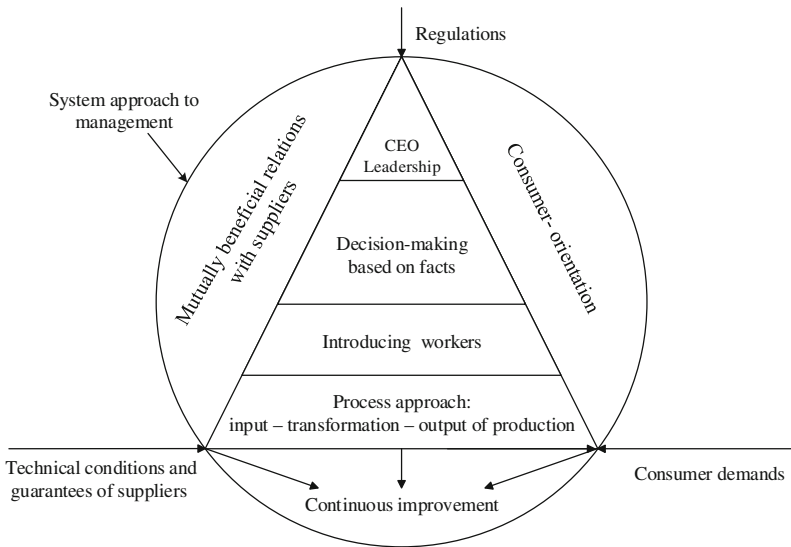 Regulations
System approach to
management
Mutually beneficial relations
with suppliers
CEO
Leadership
Consumer- orientation
Decision-making
based on facts
Introducing workers
Process approach:
input – transformation – output of production
Technical conditions and
guarantees of suppliers
Consumer demands
Continuous improvement